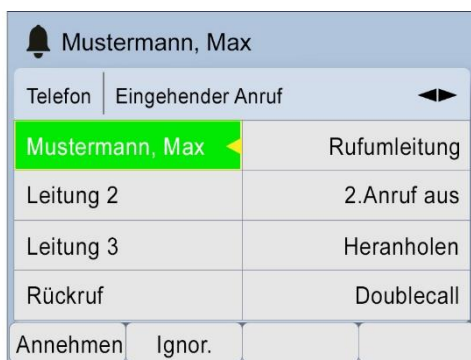 Mustermann, Max
Telefon Eingehender Anruf
Mustermann, Max Rufumleitung
Leitung 2 2.Anruf aus
Leitung 3 Heranholen
Rückruf Doublecall
Annehmen Ignor.